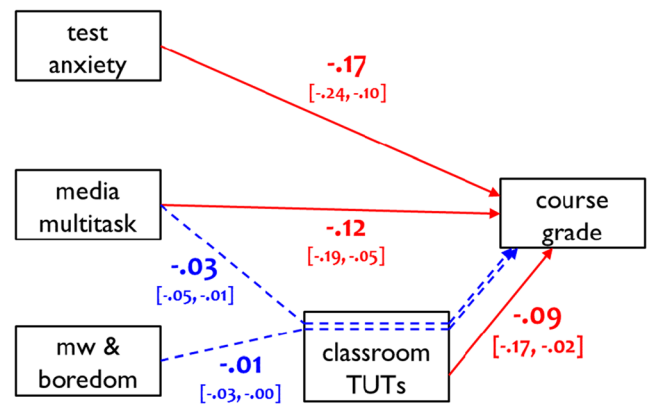 test
anxiety
-.17
[-.24, -.10]
media
multitask
course
grade
-.12
[-.19, -.05]
-.03
[-.05, -.01]
mw &
boredom
-.01
[-.03, -.00]
classroom
TUTs
-.09
[-.17, -.02]